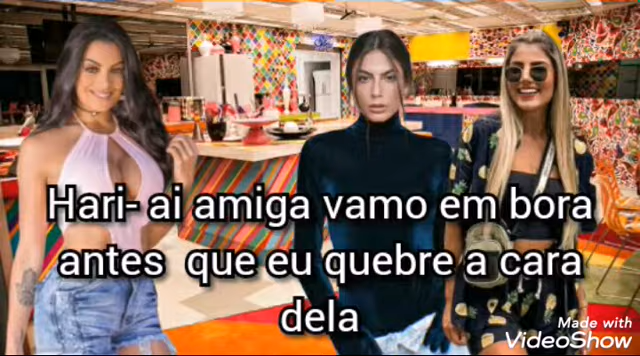 Hari- ai amiga vamo em bora
antes que eu quebre a cara
dela
Made with
VideoShow